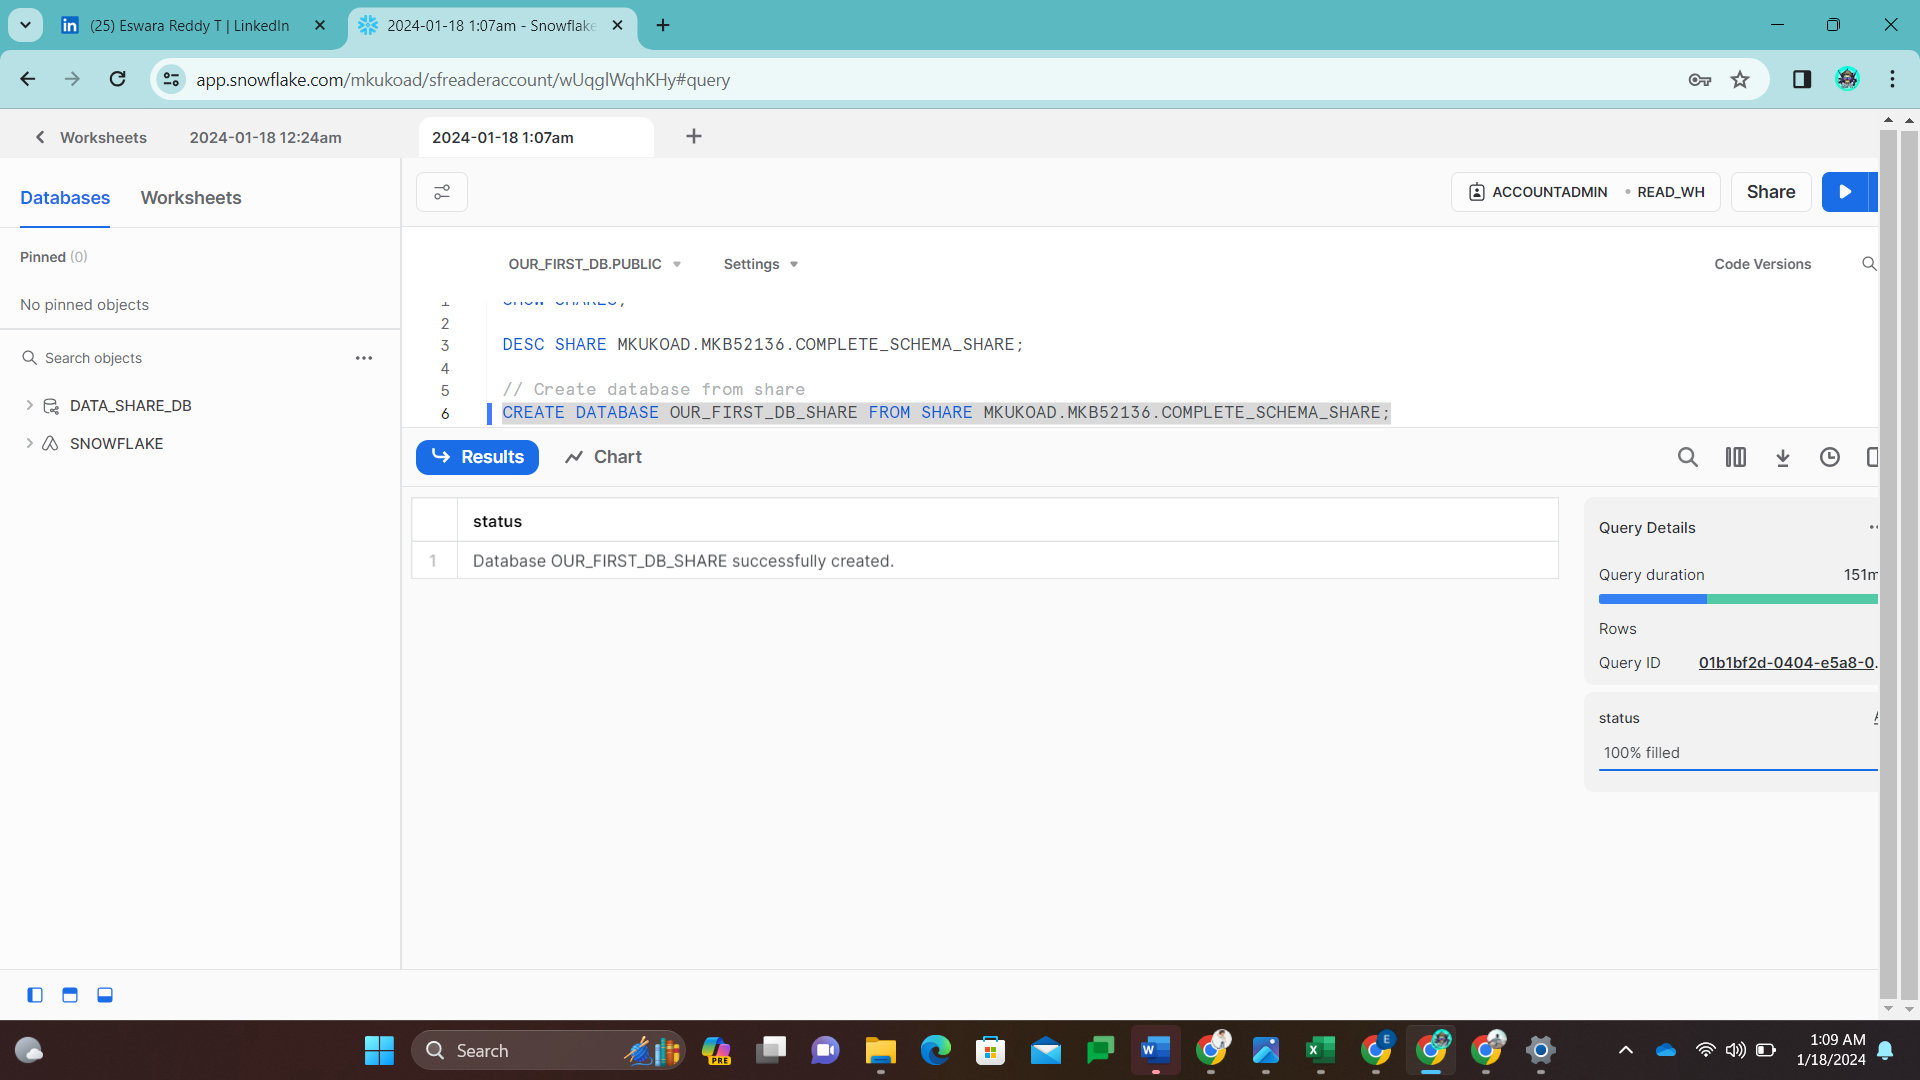 (25) Eswara Reddy T | LinkedIn
2024-01-18 1:07am - Snowflake
app.snowflake.com/mkukoad/sfreaderaccount/wUqglWqhKHy#query
Worksheets
2024-01-18 12:24am
2024-01-18 1:07am
Databases
Worksheets
ACCOUNTADMIN
READ_WH
Share
Pinned (0)
No pinned objects
OUR_FIRST_DB.PUBLIC
Settings
Code Versions
Search objects
DATA_SHARE_DB
SNOWFLAKE
1 SHOW SHARES;
2
3 DESC SHARE MKUKOAD.MKB52136.COMPLETE_SCHEMA_SHARE;
4
5 // Create database from share
6 CREATE DATABASE OUR_FIRST_DB_SHARE FROM SHARE MKUKOAD.MKB52136.COMPLETE_SCHEMA_SHARE;
Results
Chart
status
1 Database OUR_FIRST_DB_SHARE successfully created.
Query Details
Query duration 151m
Rows
Query ID 01b1bf2d-0404-e5a8-0.
status
100% filled
Search
PRE
E
1:09 AM
1/18/2024